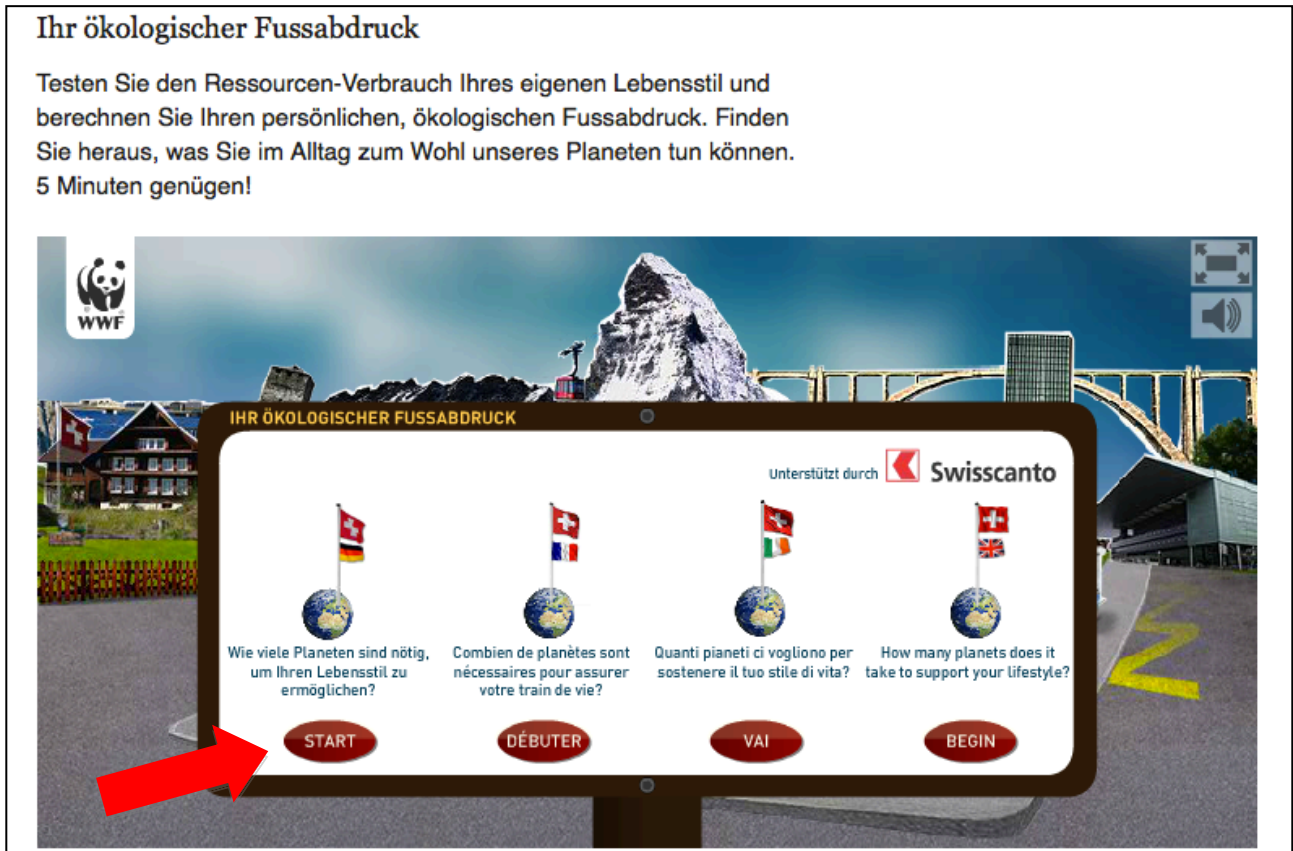 Ihr ökologischer Fussabdruck
Testen Sie den Ressourcen-Verbrauch Ihres eigenen Lebensstil und
berechnen Sie Ihren persönlichen, ökologischen Fussabdruck. Finden
Sie heraus, was Sie im Alltag zum Wohl unseres Planeten tun können.
5 Minuten genügen!
WWF
IHR ÖKOLOGISCHER FUSSABDRUCK
Unterstützt durch Swisscanto
Wie viele Planeten sind nötig,
um Ihren Lebensstil zu
ermöglichen?
START
Combien de planètes sont
nécessaires pour assurer
votre train de vie?
DÉBUTER
Quanti pianeti ci vogliono per
sostenere il tuo stile di vita?
VAI
How many planets does it
take to support your lifestyle?
BEGIN